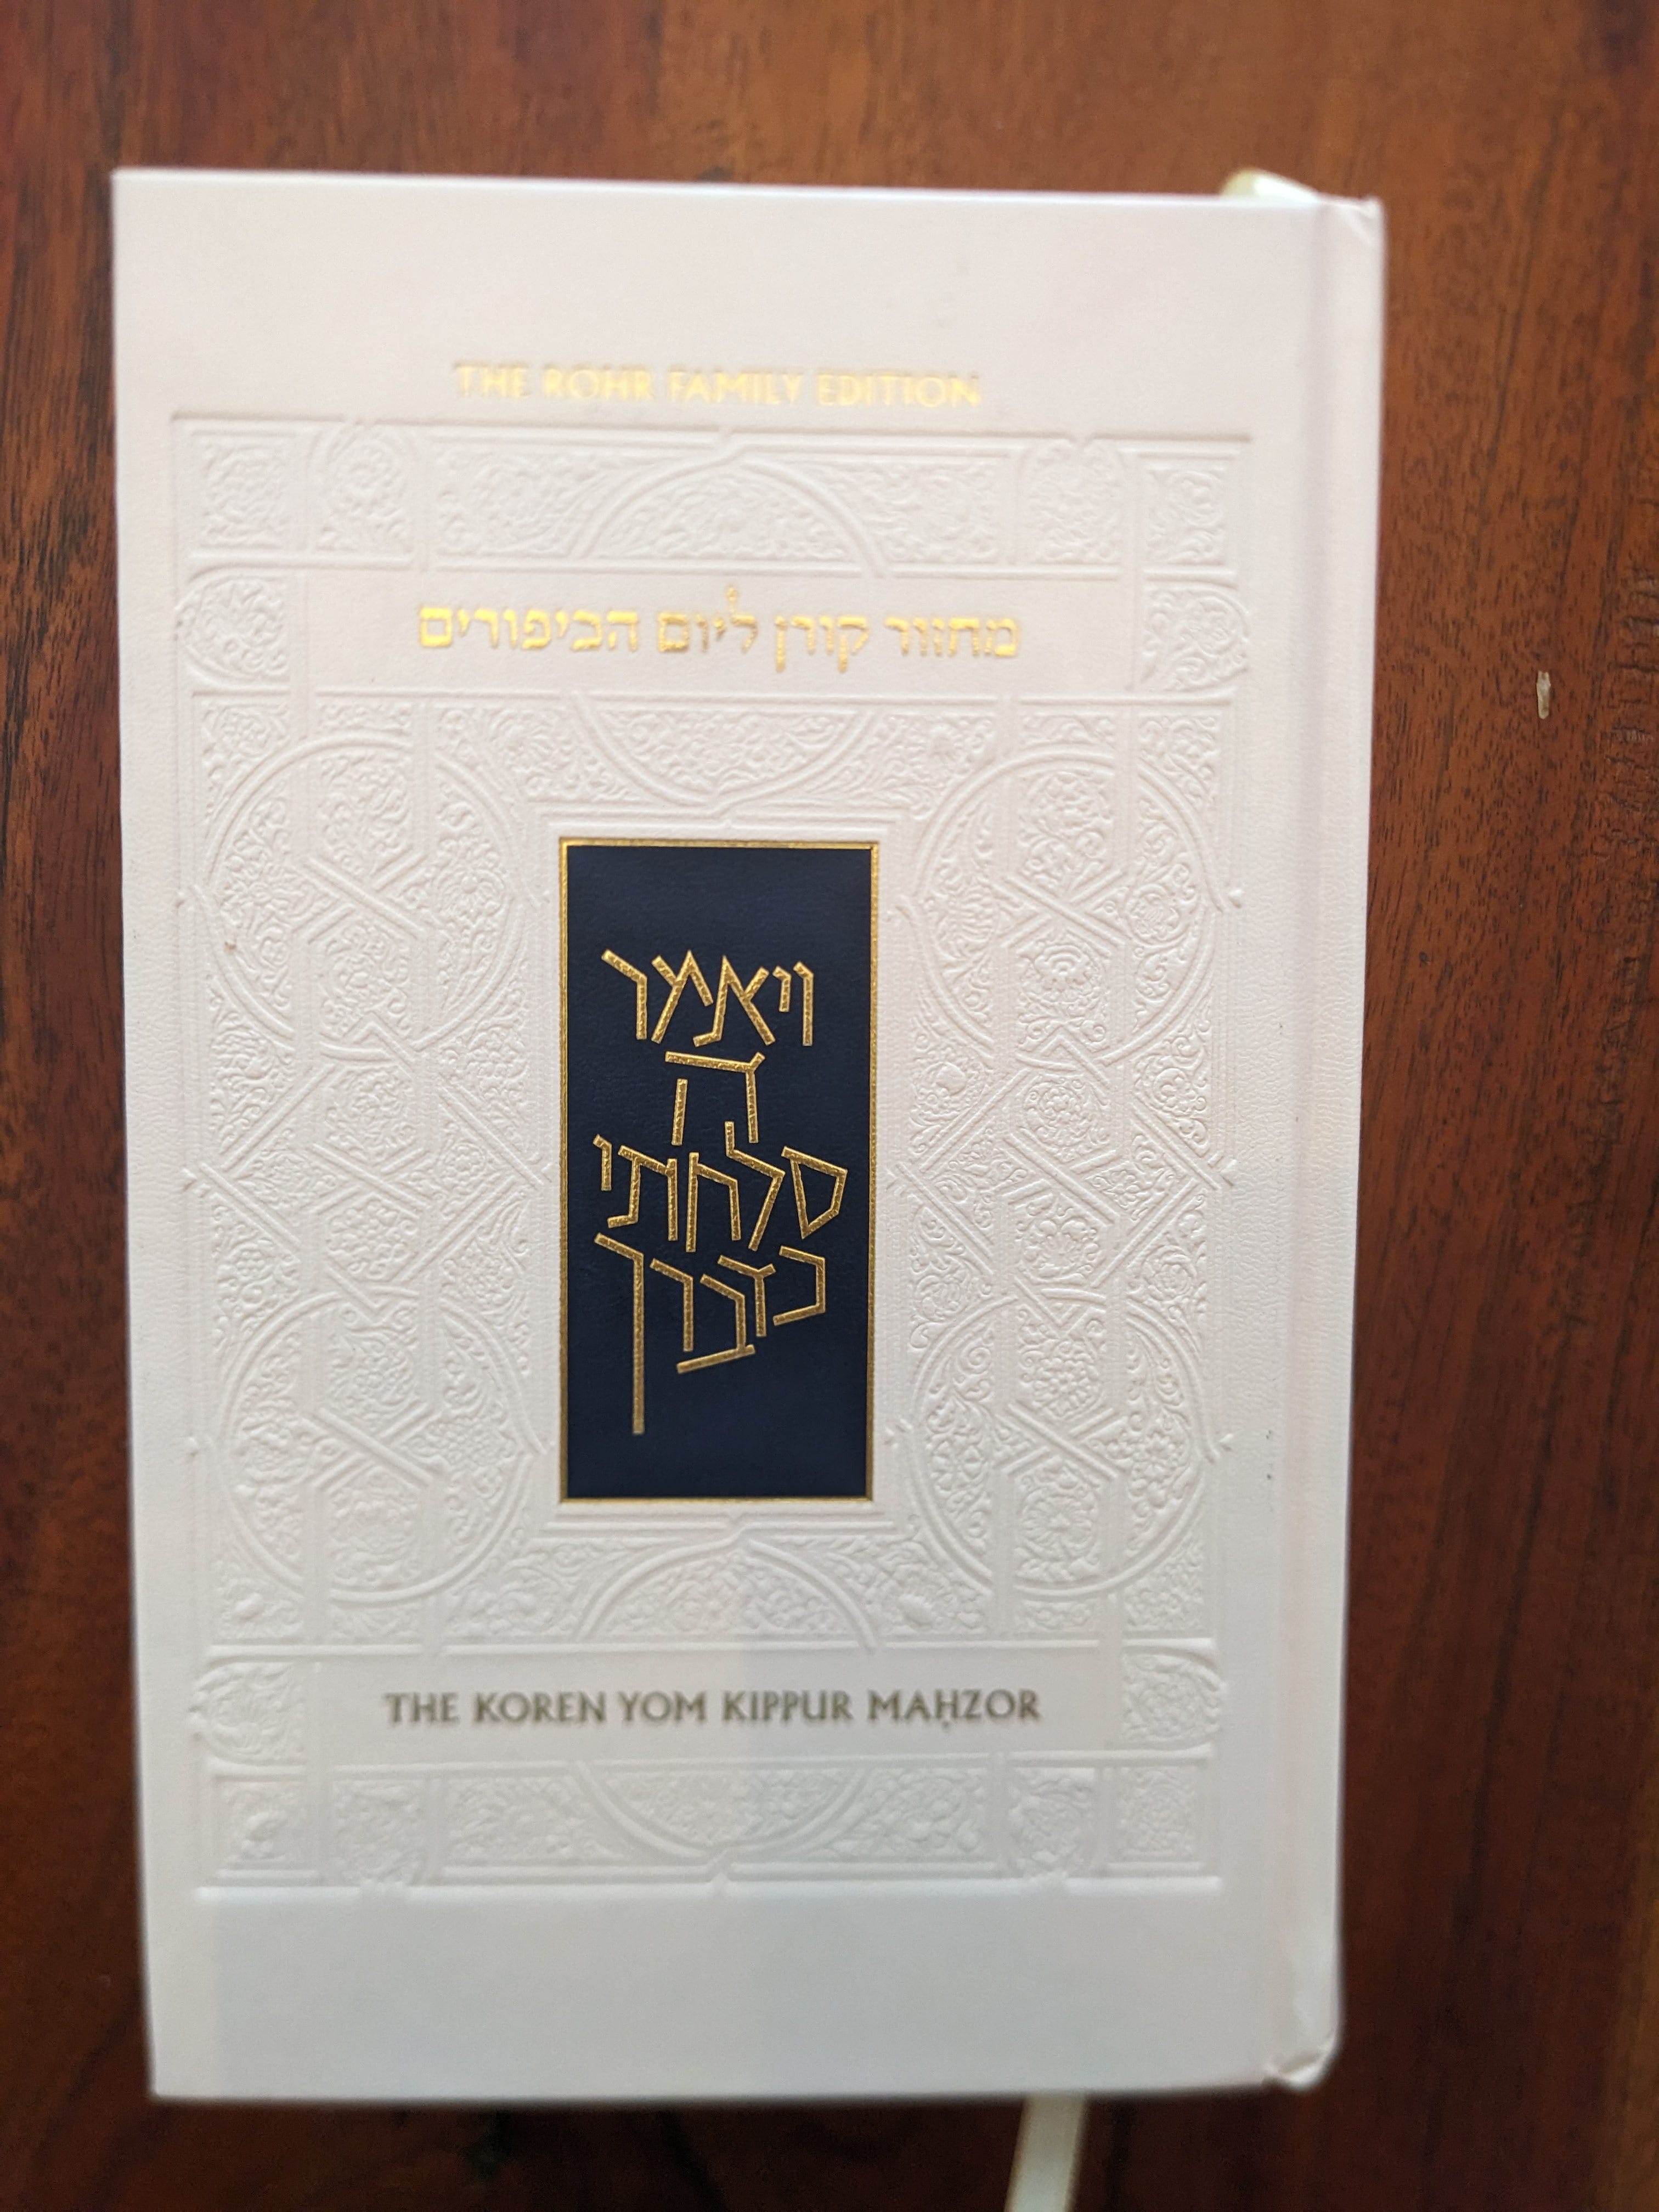 THE ROHR FAMILY EDITION
מחזור קורן ליום הכיפורים
ויאמר
ה
סלחתי
כדברך
THE KOREN YOM KIPPUR MAḤZOR